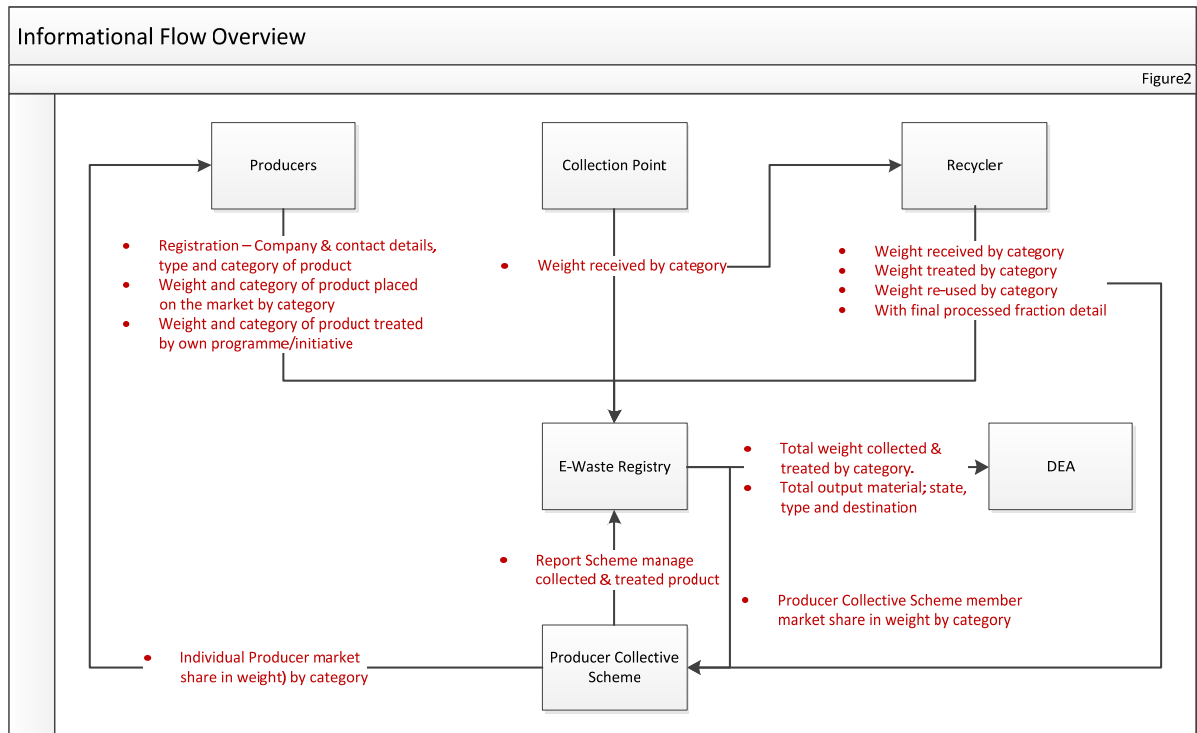 Informational Flow Overview
Figure2
Producers
Collection Point
Recycler
• Registration – Company & contact details,
type and category of product
• Weight and category of product placed
on the market by category
• Weight and category of product treated
by own programme/initiative
• Weight received by category
• Weight received by category
• Weight treated by category
• Weight re-used by category
• With final processed fraction detail
E-Waste Registry
• Total weight collected &
treated by category.
• Total output material; state,
type and destination
DEA
• Report Scheme manage
collected & treated product
• Producer Collective Scheme member
market share in weight by category
• Individual Producer market
share in weight) by category
Producer Collective
Scheme